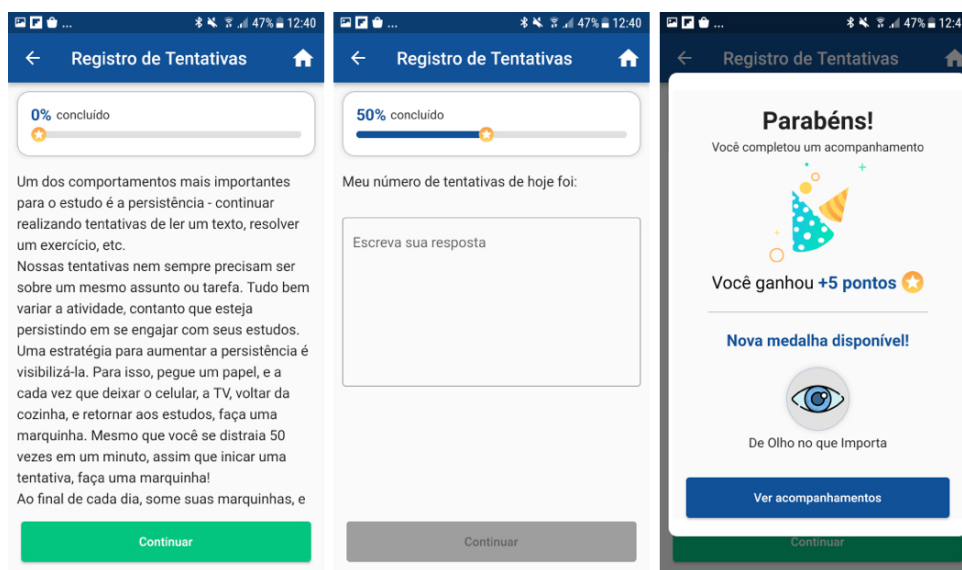 ... 47% 12:40
Registro de Tentativas
0% concluído
Um dos comportamentos mais importantes
para o estudo é a persistência - continuar
realizando tentativas de ler um texto, resolver
um exercício, etc.
Nossas tentativas nem sempre precisam ser
sobre um mesmo assunto ou tarefa. Tudo bem
variar a atividade, contanto que esteja
persistindo em se engajar com seus estudos.
Uma estratégia para aumentar a persistência é
visibilizá-la. Para isso, pegue um papel, e a
cada vez que deixar o celular, a TV, voltar da
cozinha, e retornar aos estudos, faça uma
marquinha. Mesmo que você se distraia 50
vezes em um minuto, assim que inicar uma
tentativa, faça uma marquinha!
Ao final de cada dia, some suas marquinhas, e
Continuar
... 47% 12:40
Registro de Tentativas
50% concluído
Meu número de tentativas de hoje foi:
Escreva sua resposta
Continuar
... 47% 12:4
Registro de Tentativas
Parabéns!
Você completou um acompanhamento
Você ganhou +5 pontos
Nova medalha disponível!
De Olho no que Importa
Ver acompanhamentos
Continuar